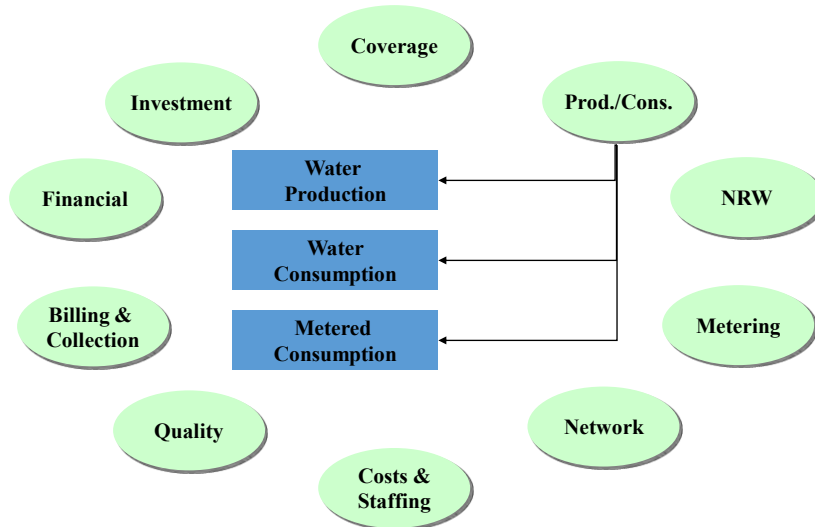 Coverage
Investment
Prod./Cons.
Water
Production
Financial
NRW
Water
Consumption
Billing &
Collection
Metered
Consumption
Metering
Quality
Network
Costs &
Staffing